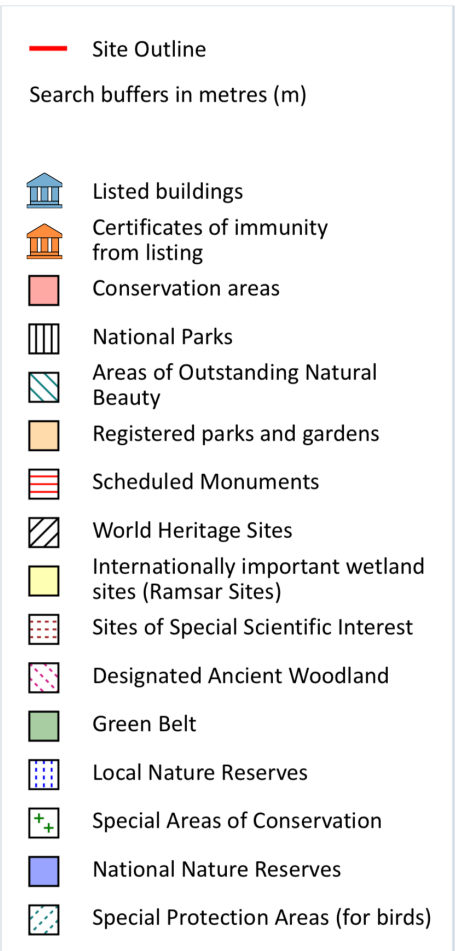 Site Outline
Search buffers in metres (m)
Listed buildings
Certificates of immunity
from listing
Conservation areas
National Parks
Areas of Outstanding Natural
Beauty
Registered parks and gardens
Scheduled Monuments
World Heritage Sites
Internationally important wetland
sites (Ramsar Sites)
Sites of Special Scientific Interest
Designated Ancient Woodland
Green Belt
Local Nature Reserves
Special Areas of Conservation
National Nature Reserves
Special Protection Areas (for birds)